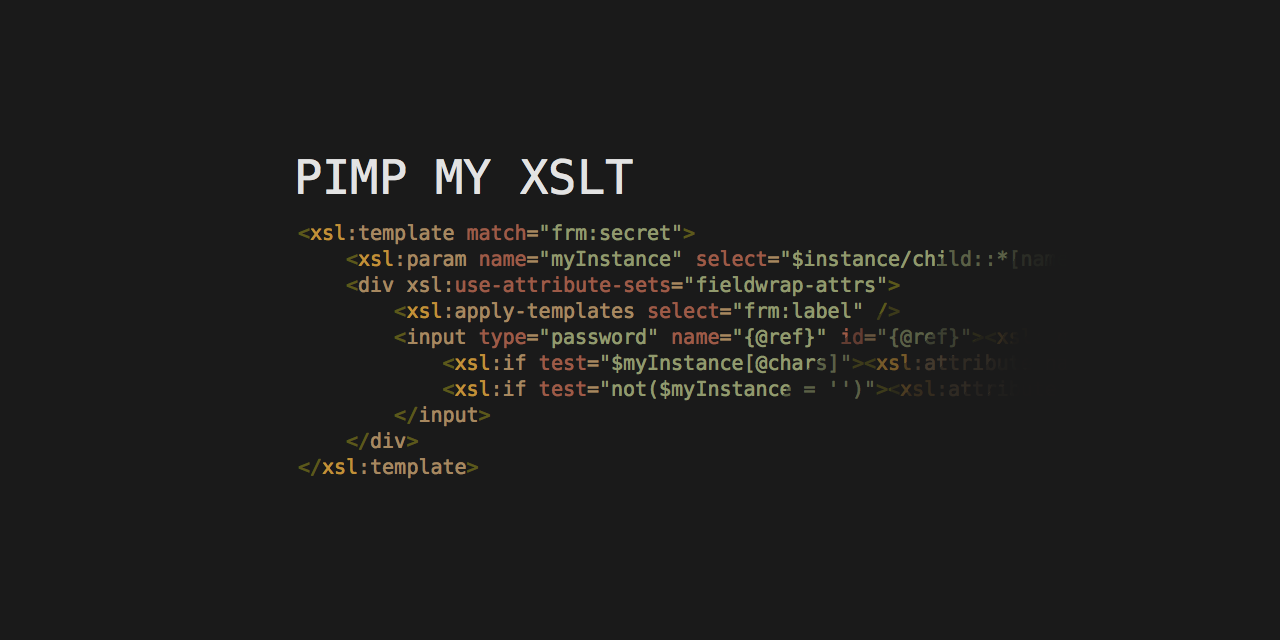 PIMP MY XSLT
<xsl:template match="frm:secret">
<xsl:param name="myInstance" select="$instance/child::*[nam
<div xsl:use-attribute-sets="fieldwrap-attrs">
<xsl:apply-templates select="frm:label" />
<input type="password" name="{@ref}" id="{@ref}"><xsl
<xsl:if test="$myInstance[@chars]"><xsl:attribut
<xsl:if test="not($myInstance = '')"><xsl:attri
</input>
</div>
</xsl:template>